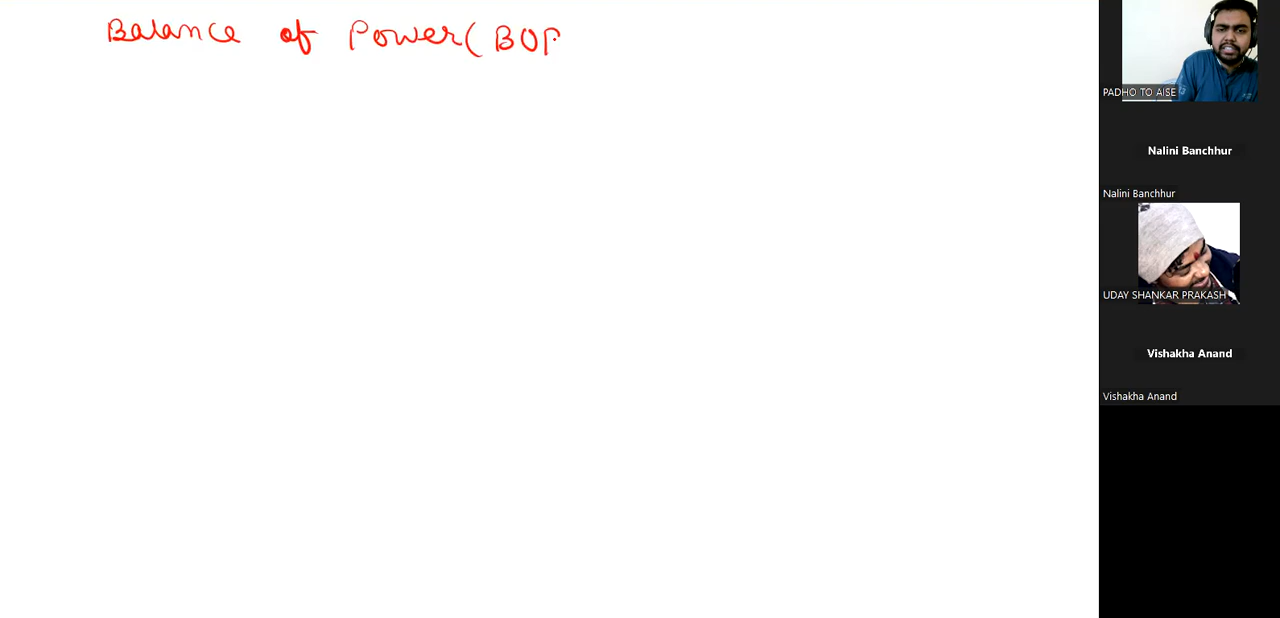 Balance of Power( BOP
PADHO TO AISE
Nalini Banchhur
Nalini Banchhur
UDAY SHANKAR PRAKASH
Vishakha Anand
Vishakha Anand